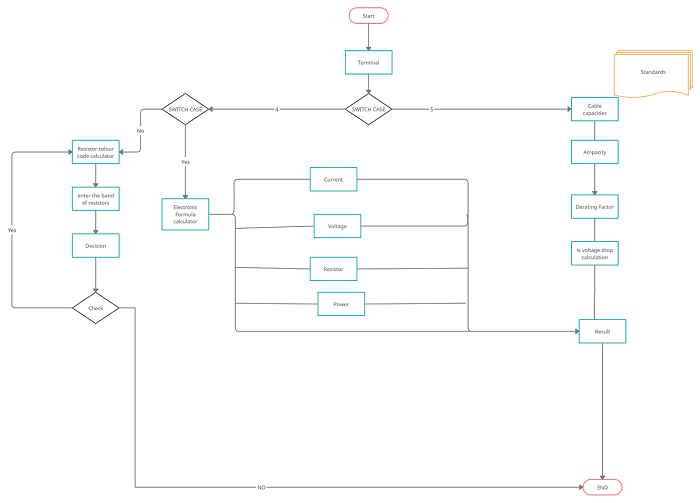 Start
Terminal
Standards
SWITCH CASE
4
SWITCH CASE
5
Cable
capacities
No
Resistor colour
code calculator
Yes
Ampacity
Current
enter the band
of resistors
Electronic
Formula
calculator
Derating Factor
Yes
Voltage
Decision
% voltage drop
calculation
Resistor
Check
Power
Result
NO
END